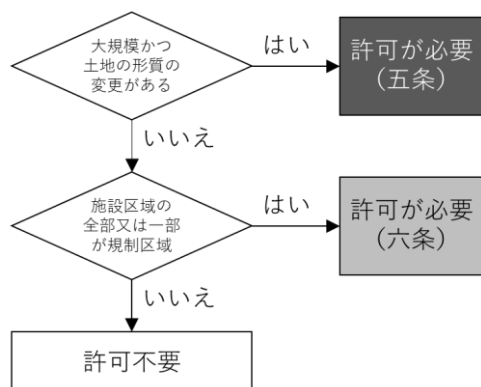 大規模かつ
土地の形質の
変更がある
はい
許可が必要
（五条）
いいえ
施設区域の
全部又は一部
が規制区域
はい
許可が必要
（六条）
いいえ
許可不要